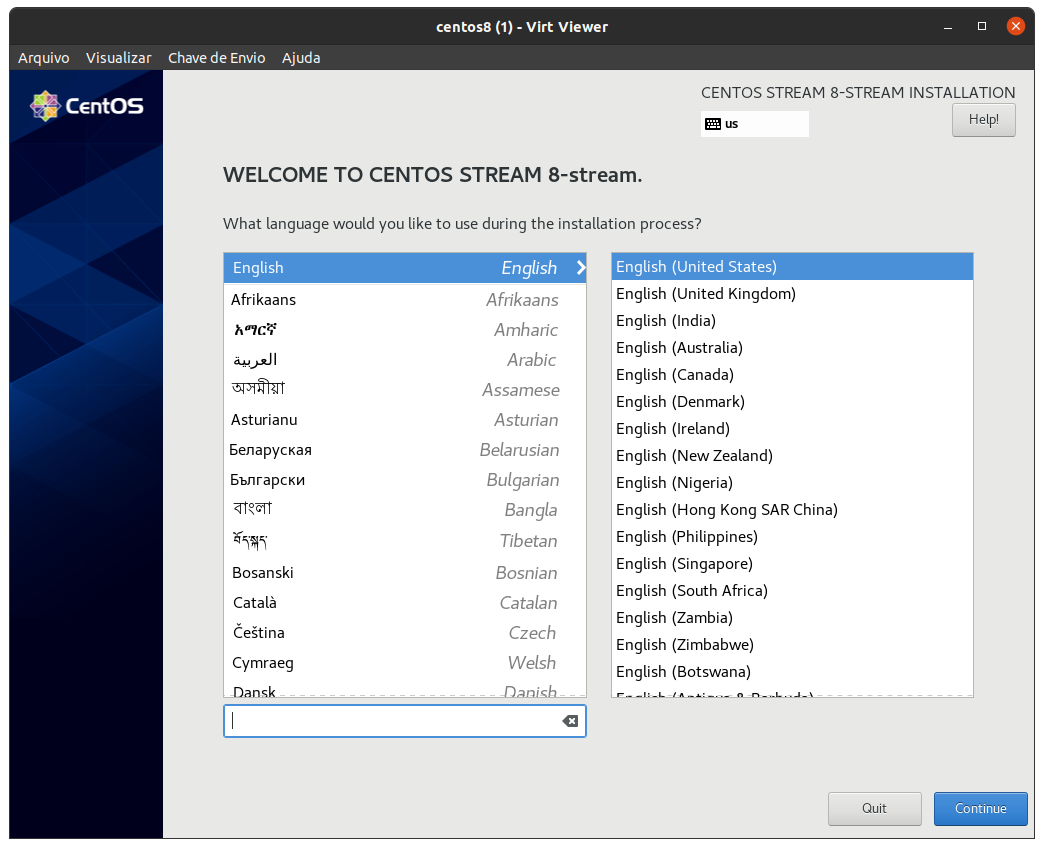 centos8 (1) - Virt Viewer
Arquivo Visualizar Chave de Envio Ajuda
CentOS
CENTOS STREAM 8-STREAM INSTALLATION
us
Help!
WELCOME TO CENTOS STREAM 8-stream.
What language would you like to use during the installation process?
English English
Afrikaans Afrikaans
አማርኛ Amharic
العربية Arabic
অসমীয়া Assamese
Asturianu Asturian
Беларуская Belarusian
Български Bulgarian
বাংলা Bangla
བོད་སྐད་ Tibetan
Bosanski Bosnian
Català Catalan
Čeština Czech
Cymraeg Welsh
Dansk Danish
English (United States)
English (United Kingdom)
English (India)
English (Australia)
English (Canada)
English (Denmark)
English (Ireland)
English (New Zealand)
English (Nigeria)
English (Hong Kong SAR China)
English (Philippines)
English (Singapore)
English (South Africa)
English (Zambia)
English (Zimbabwe)
English (Botswana)
English (Antigua & Barbuda)
Quit
Continue